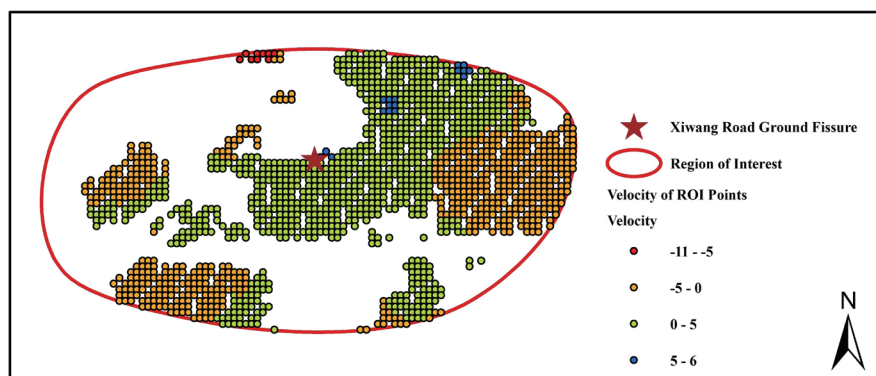 Xiwang Road Ground Fissure
Region of Interest
Velocity of ROI Points
Velocity
-11 - -5
-5 - 0
0 - 5
5 - 6
N